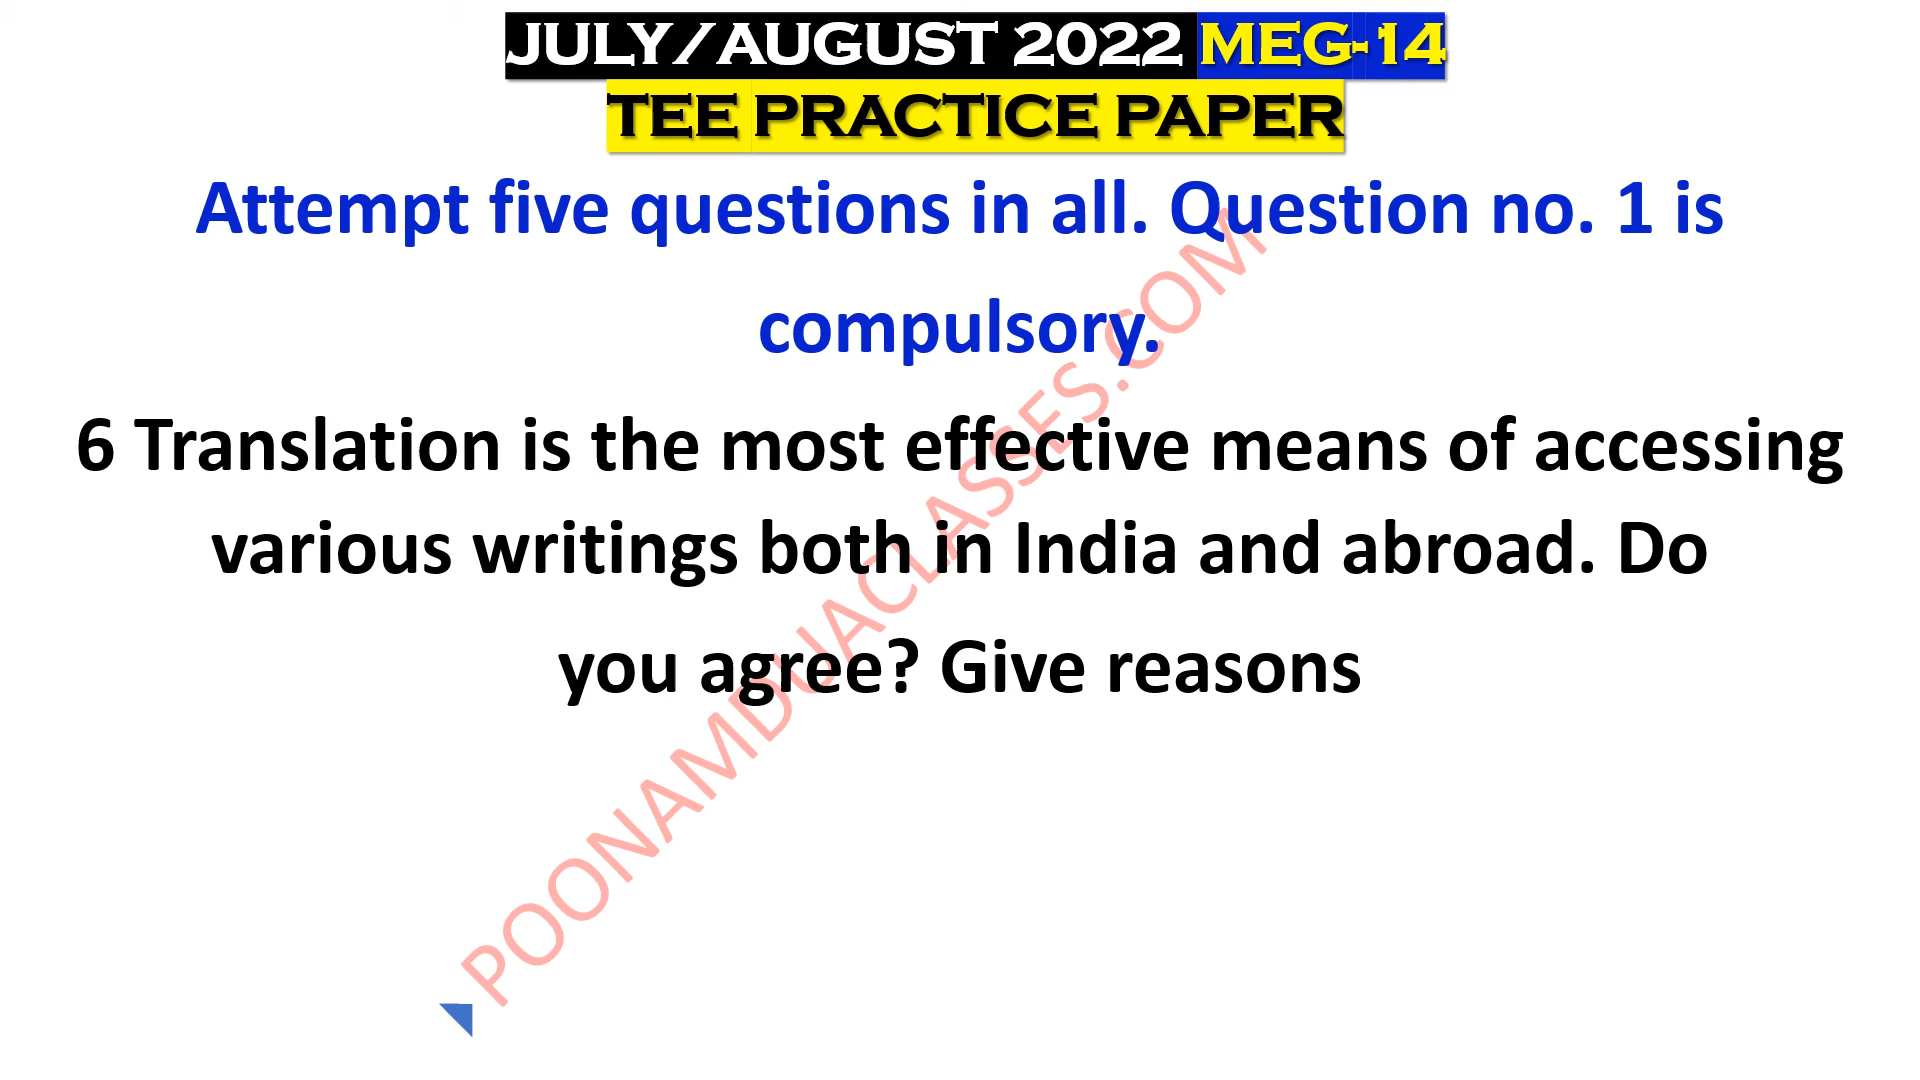 JULY/AUGUST 2022 MEG-14
TEE PRACTICE PAPER
Attempt five questions in all. Question no. 1 is
compulsory.
6 Translation is the most effective means of accessing
various writings both in India and abroad. Do
you agree? Give reasons
POONAMDUACLASSES.COM